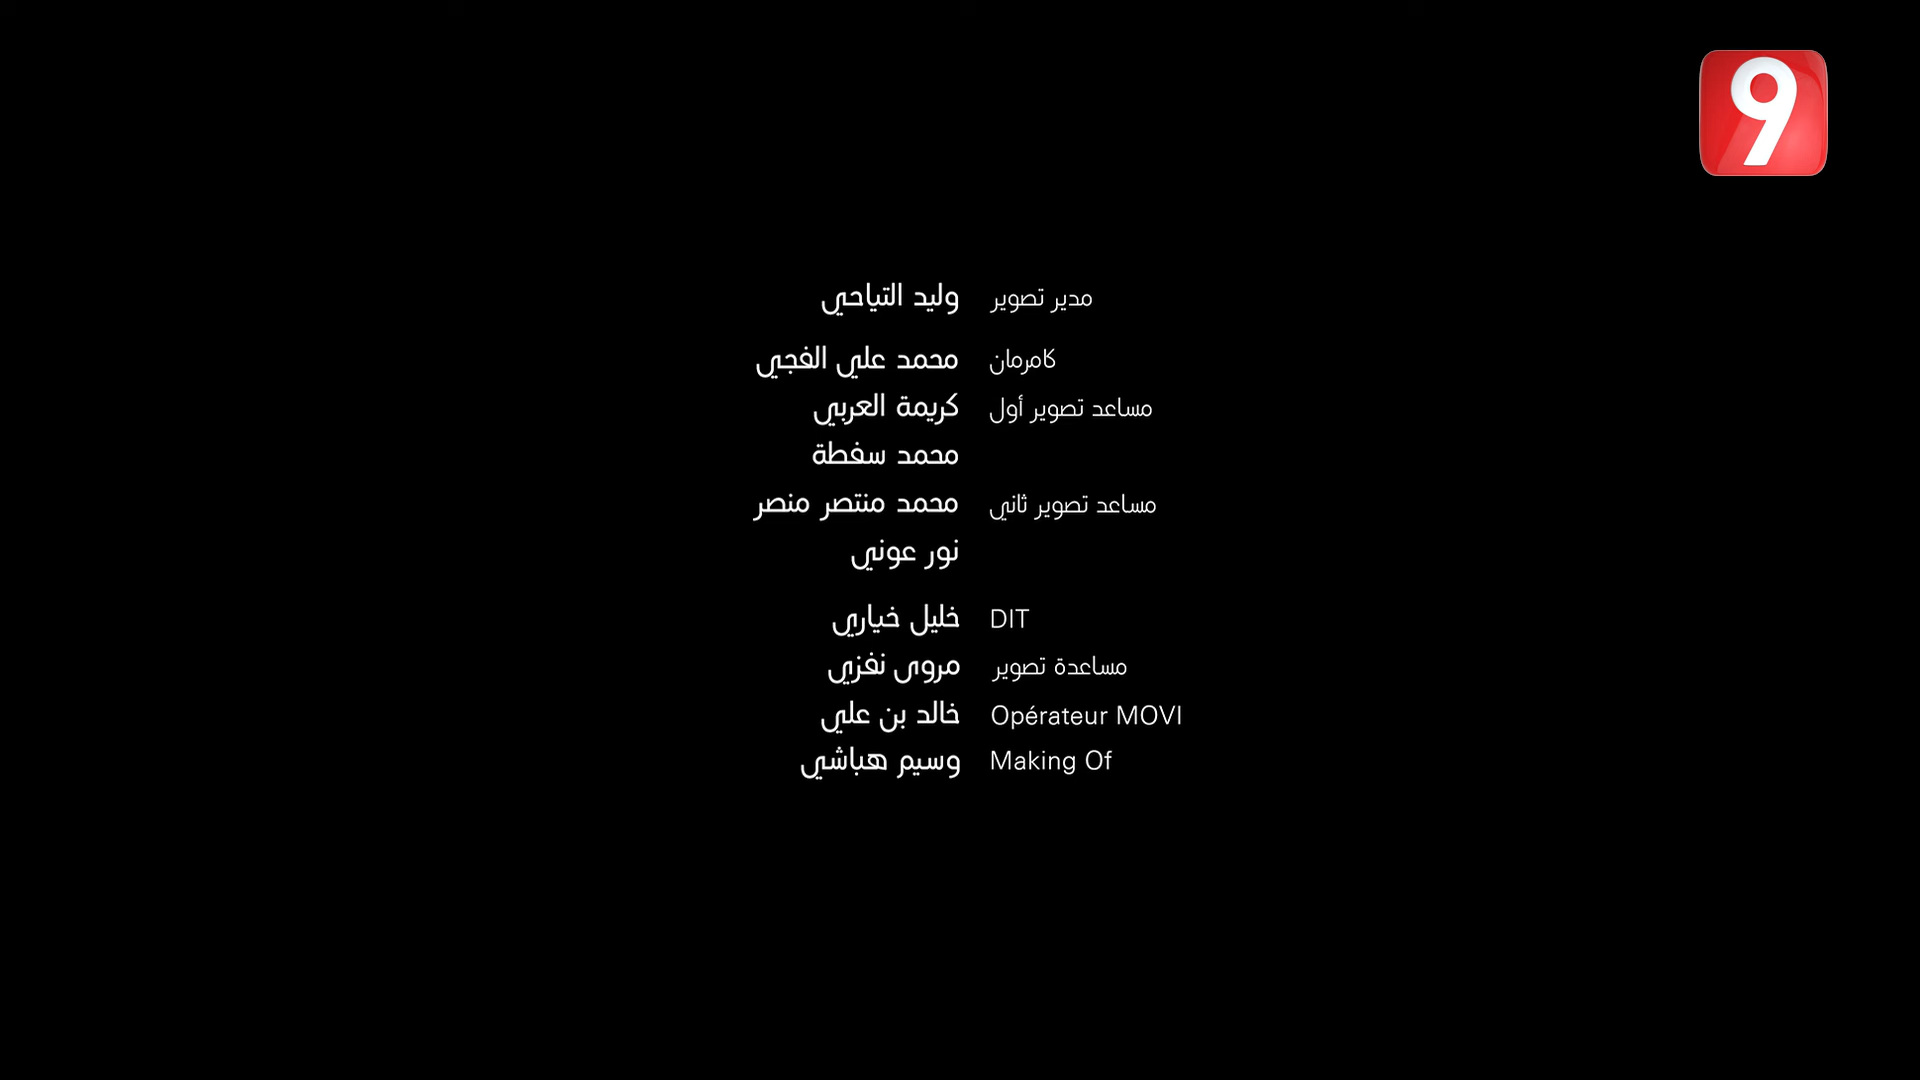 9
مدير تصوير وليد التياحي
كامرمان محمد علي الفجي
مساعد تصوير أول كريمة العربي
محمد سفطة
مساعد تصوير ثاني محمد منتصر منصر
نور عوني
DIT خليل خياري
مساعدة تصوير مروى نفزي
Opérateur MOVI خالد بن علي
Making Of وسيم هباشي